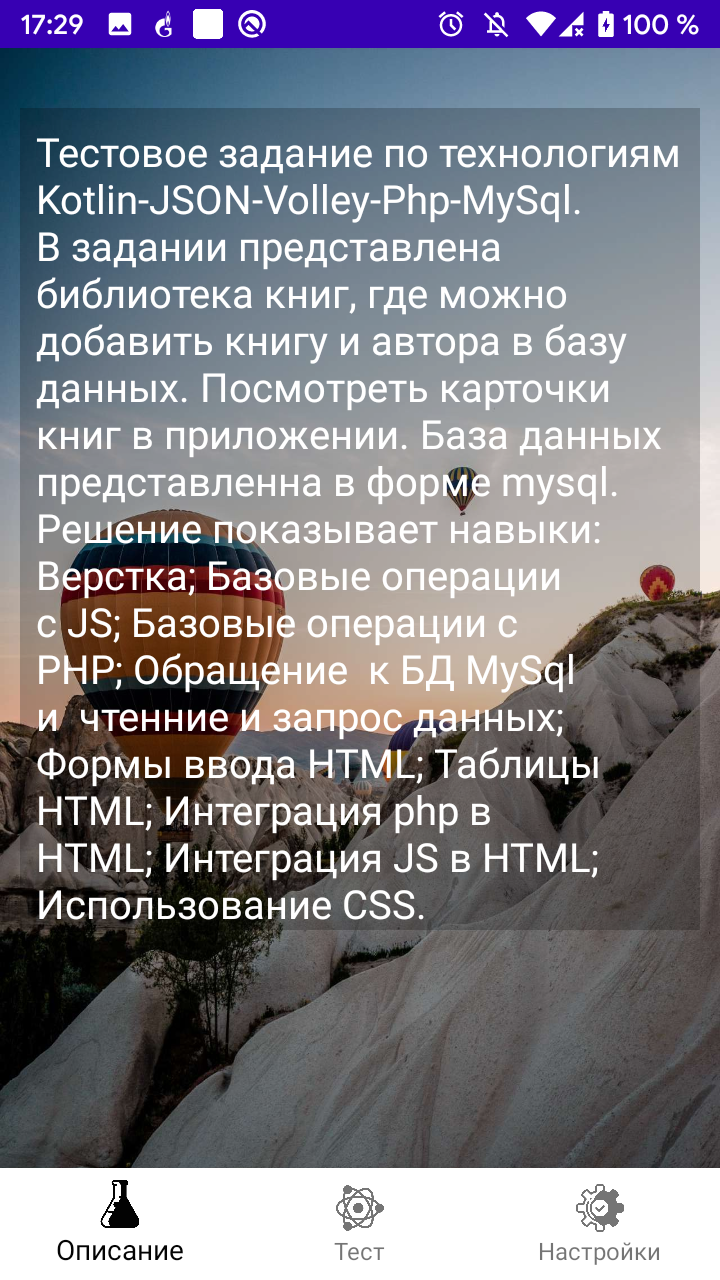 17:29
100 %
Тестовое задание по технологиям
Kotlin-JSON-Volley-Php-MySql.
В задании представлена
библиотека книг, где можно
добавить книгу и автора в базу
данных. Посмотреть карточки
книг в приложении. База данных
представленна в форме mysql.
Решение показывает навыки:
Верстка; Базовые операции
с JS; Базовые операции с
PHP; Обращение  к БД MySql
и  чтенние и запрос данных;
Формы ввода HTML; Таблицы
HTML; Интеграция php в
HTML; Интеграция JS в HTML;
Использование CSS.
Описание
Тест
Настройки